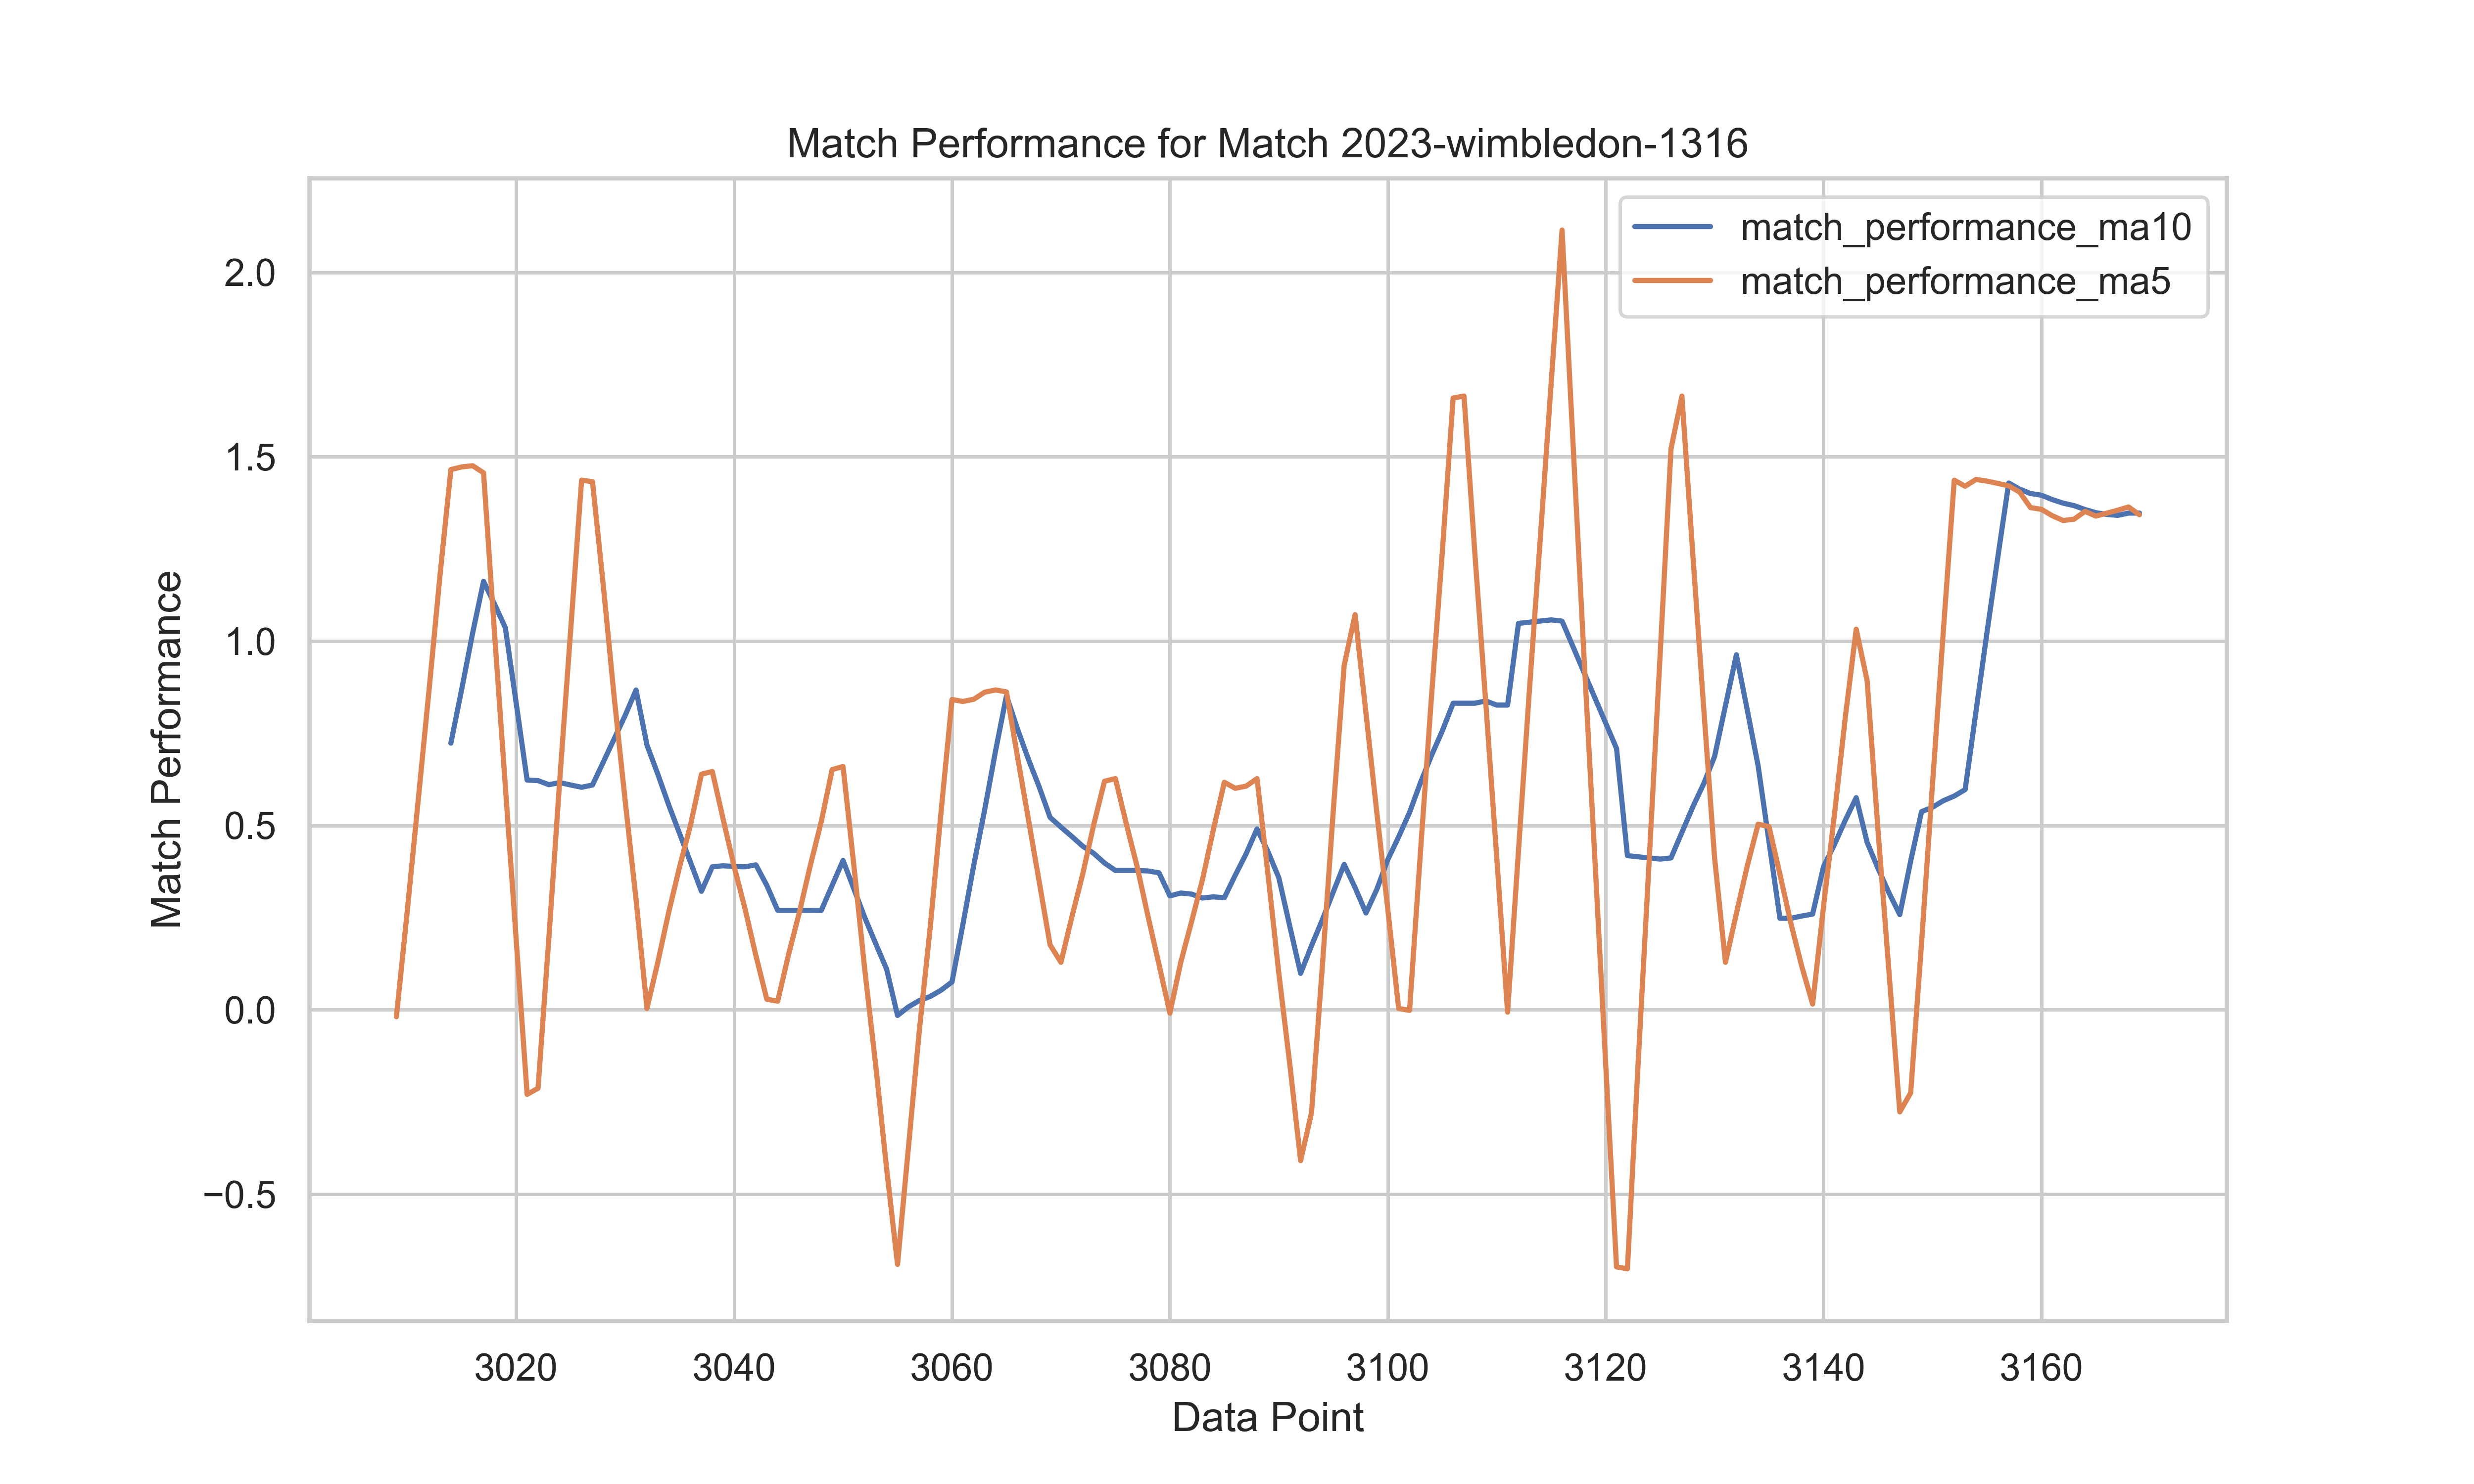 Match Performance for Match 2023-wimbledon-1316
match_performance_ma10
match_performance_ma5
2.0
1.5
1.0
0.5
0.0
−0.5
Match Performance
3020 3040 3060 3080 3100 3120 3140 3160
Data Point